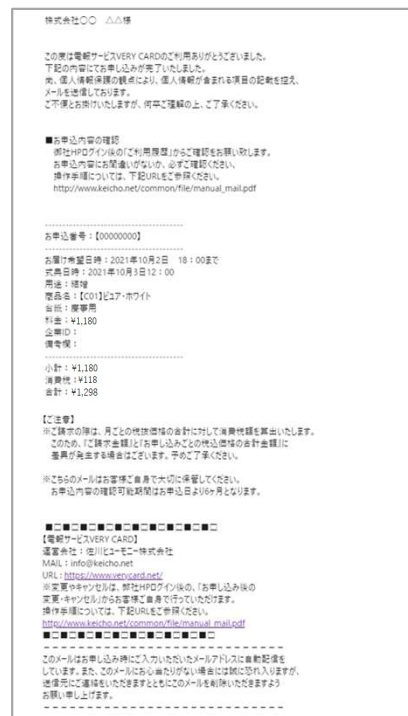 株式会社○○　△△様
この度は電報サービスVERY CARDのご利用ありがとうございました。
下記の内容にてお申し込みが完了いたしました。
尚、個人情報保護の観点により、個人情報が含まれる項目の記載を控え、
メールを送信しております。
ご不便とお掛けいたしますが、何卒ご理解の上、ご了承ください。
■お申込内容の確認
弊社HPログイン後の「ご利用履歴」からご確認をお願い致します。
お申込内容にお間違いがないか、必ずご確認ください。
操作手順については、下記URLをご参照ください。
http://www.keicho.net/common/file/manual_mail.pdf
----------------------------------------
お申込番号：【00000000】
----------------------------------------
お届け希望日時：2021年10月2日　18：00まで
式典日時：2021年10月3日12：00
用途：結婚
商品名：【C01】ピュア・ホワイト
台紙：慶事用
料金：¥1,180
企業ID：
備考欄：
----------------------------------------
小計：¥1,180
消費税：¥118
合計：¥1,298
【ご注意】
※ご請求の際は、月ごとの税抜価格の合計に対して消費税額を算出いたします。
このため、『ご請求金額』と『お申し込みごとの税込価格の合計金額』に
差異が発生する場合はございます。予めご了承ください。
※こちらのメールはお客様ご自身で大切に保管してください。
お申込内容の確認可能期間はお申込日より6ヶ月となります。
■□■□■□■□■□■□■□■□■□■□
【電報サービスVERY CARD】
運営会社：佐川ヒューモニー株式会社
MAIL：info@keicho.net
URL：https://www.verycard.net/
※変更やキャンセルは、弊社HPログイン後の、「お申し込み後の
変更・キャンセル」からお客様ご自身で行っていただけます。
操作手順については、下記URLをご参照ください。
http://www.keicho.net/common/file/manual_mail.pdf
■□■□■□■□■□■□■□■□■□■□
－－－－－－－－－－－－－－－－－－－－－－－－－－－
このメールはお申し込み時にご入力いただいたメールアドレスに自動配信を
しています。また、このメールにお心当たりがない場合には誠に恐れ入りますが、
送信元にご連絡をいただきますとともにこのメールを削除いただきますよう
お願い申し上げます。
－－－－－－－－－－－－－－－－－－－－－－－－－－－